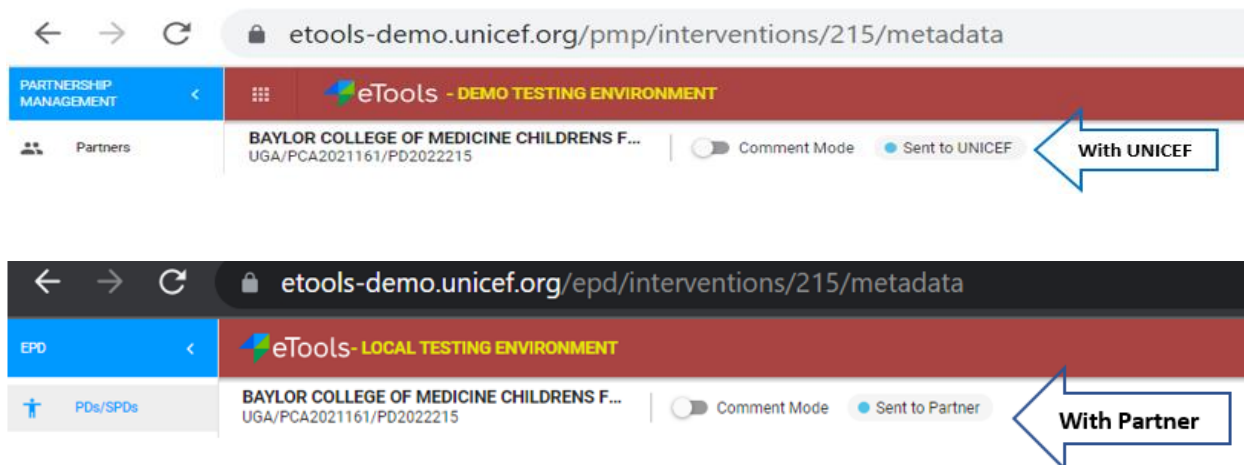 etools-demo.unicef.org/pmp/interventions/215/metadata
PARTNERSHIP
MANAGEMENT
eTools - DEMO TESTING ENVIRONMENT
Partners
BAYLOR COLLEGE OF MEDICINE CHILDRENS F...
UGA/PCA2021161/PD2022215
Comment Mode
Sent to UNICEF
With UNICEF
etools-demo.unicef.org/epd/interventions/215/metadata
EPD
eTools- LOCAL TESTING ENVIRONMENT
PDs/SPDs
BAYLOR COLLEGE OF MEDICINE CHILDRENS F...
UGA/PCA2021161/PD2022215
Comment Mode
Sent to Partner
With Partner